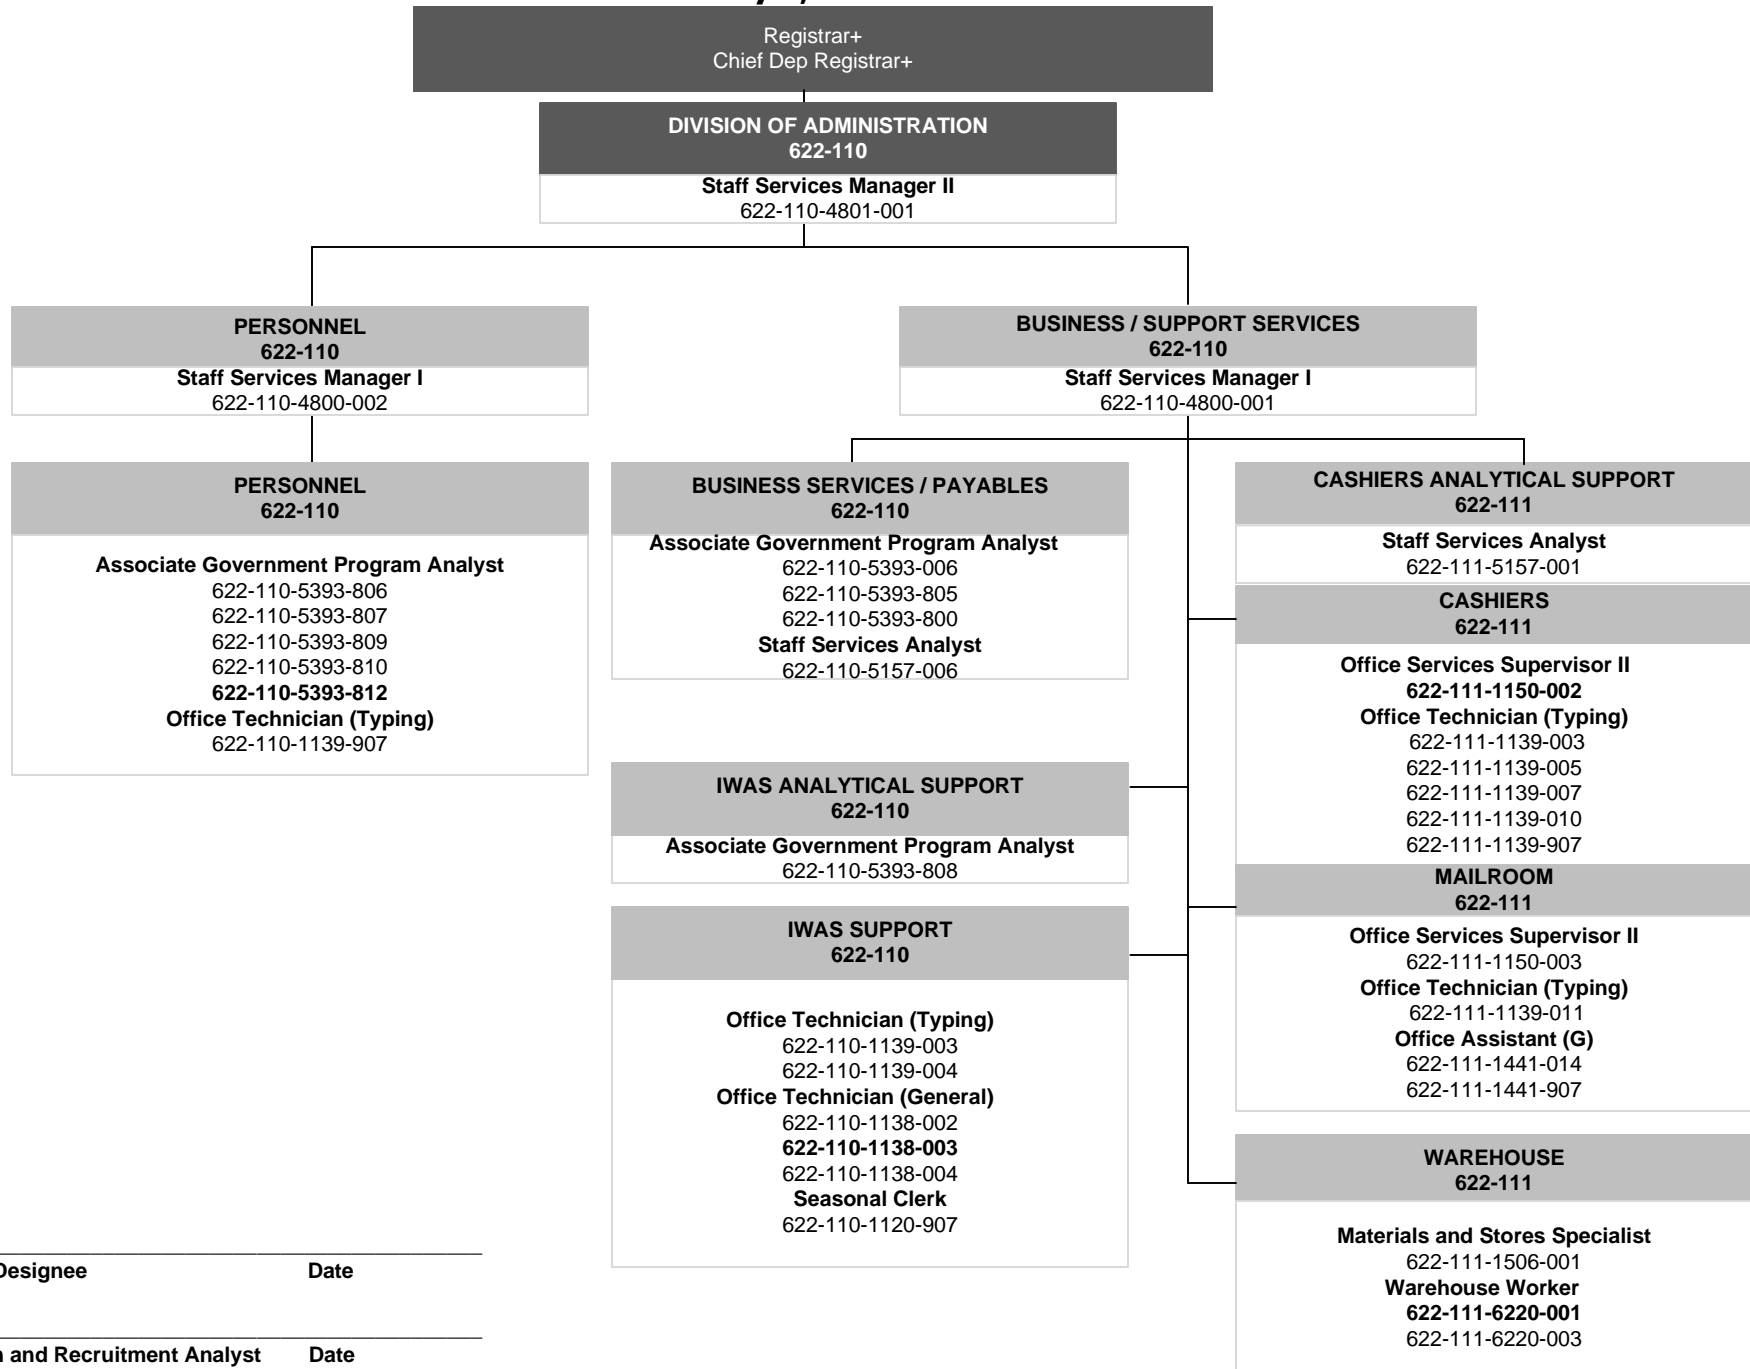 Registrar+
Chief Dep Registrar+
DIVISION OF ADMINISTRATION
622-110
Staff Services Manager II
622-110-4801-001
PERSONNEL
622-110
Staff Services Manager I
622-110-4800-002
BUSINESS / SUPPORT SERVICES
622-110
Staff Services Manager I
622-110-4800-001
PERSONNEL
622-110
Associate Government Program Analyst
622-110-5393-806
622-110-5393-807
622-110-5393-809
622-110-5393-810
622-110-5393-812
Office Technician (Typing)
622-110-1139-907
BUSINESS SERVICES / PAYABLES
622-110
Associate Government Program Analyst
622-110-5393-006
622-110-5393-805
622-110-5393-800
Staff Services Analyst
622-110-5157-006
IWAS ANALYTICAL SUPPORT
622-110
Associate Government Program Analyst
622-110-5393-808
IWAS SUPPORT
622-110
Office Technician (Typing)
622-110-1139-003
622-110-1139-004
Office Technician (General)
622-110-1138-002
622-110-1138-003
622-110-1138-004
Seasonal Clerk
622-110-1120-907
CASHIERS ANALYTICAL SUPPORT
622-111
Staff Services Analyst
622-111-5157-001
CASHIERS
622-111
Office Services Supervisor II
622-111-1150-002
Office Technician (Typing)
622-111-1139-003
622-111-1139-005
622-111-1139-007
622-111-1139-010
622-111-1139-907
MAILROOM
622-111
Office Services Supervisor II
622-111-1150-003
Office Technician (Typing)
622-111-1139-011
Office Assistant (G)
622-111-1441-014
622-111-1441-907
WAREHOUSE
622-111
Materials and Stores Specialist
622-111-1506-001
Warehouse Worker
622-111-6220-001
622-111-6220-003
Designee Date
and Recruitment Analyst Date